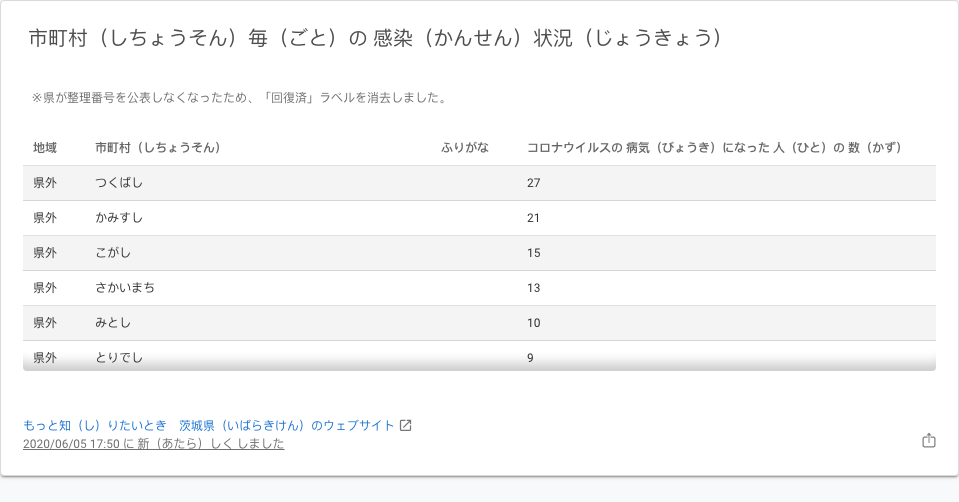 市町村（しちょうそん）毎（ごと）の 感染（かんせん）状況（じょうきょう）
※県が整理番号を公表しなくなったため、「回復済」ラベルを消去しました。
地域 市町村（しちょうそん） ふりがな コロナウイルスの 病気（びょうき）になった 人（ひと）の 数（かず）
県外 つくばし 27
県外 かみすし 21
県外 こがし 15
県外 さかいまち 13
県外 みとし 10
県外 とりでし 9
もっと知（し）りたいとき　茨城県（いばらきけん）のウェブサイト
2020/06/05 17:50 に 新（あたら）しく しました